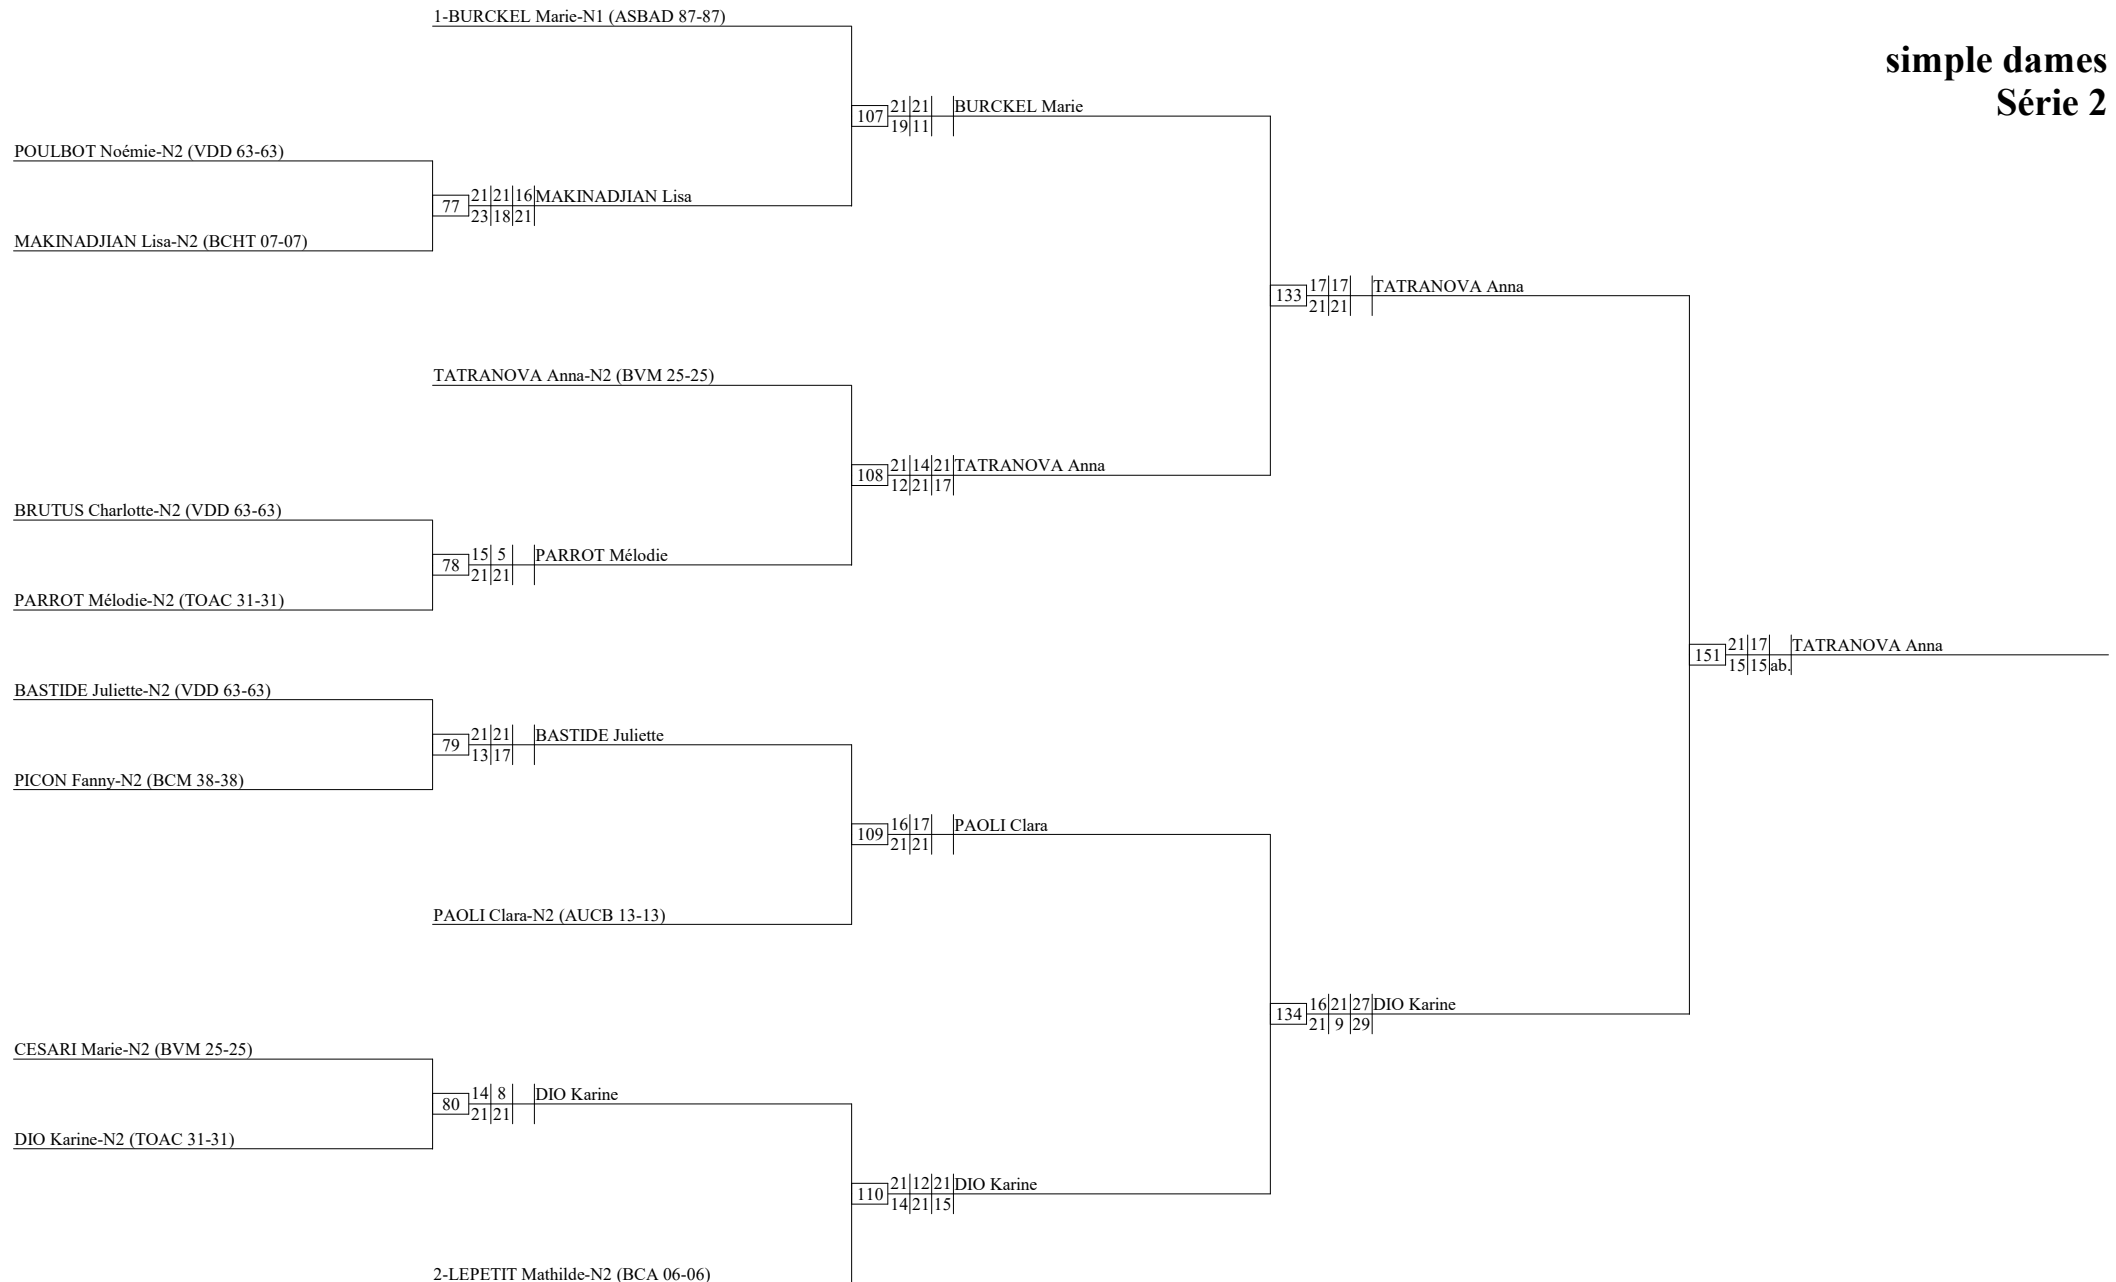 1-BURCKEL Marie-N1 (ASBAD 87-87)
simple dames
Série 2
107 21 21 BURCKEL Marie
19 11
POULBOT Noémie-N2 (VDD 63-63)
77 21 21 16 MAKINADJIAN Lisa
23 18 21
MAKINADJIAN Lisa-N2 (BCHT 07-07)
133 17 17 TATRANOVA Anna
21 21
TATRANOVA Anna-N2 (BVM 25-25)
108 21 14 21 TATRANOVA Anna
12 21 17
BRUTUS Charlotte-N2 (VDD 63-63)
78 15 5 PARROT Mélodie
21 21
PARROT Mélodie-N2 (TOAC 31-31)
151 21 17 TATRANOVA Anna
15 15 ab.
BASTIDE Juliette-N2 (VDD 63-63)
79 21 21 BASTIDE Juliette
13 17
PICON Fanny-N2 (BCM 38-38)
109 16 17 PAOLI Clara
21 21
PAOLI Clara-N2 (AUCB 13-13)
134 16 21 27 DIO Karine
21 9 29
CESARI Marie-N2 (BVM 25-25)
80 14 8 DIO Karine
21 21
DIO Karine-N2 (TOAC 31-31)
110 21 12 21 DIO Karine
14 21 15
2-LEPETIT Mathilde-N2 (BCA 06-06)